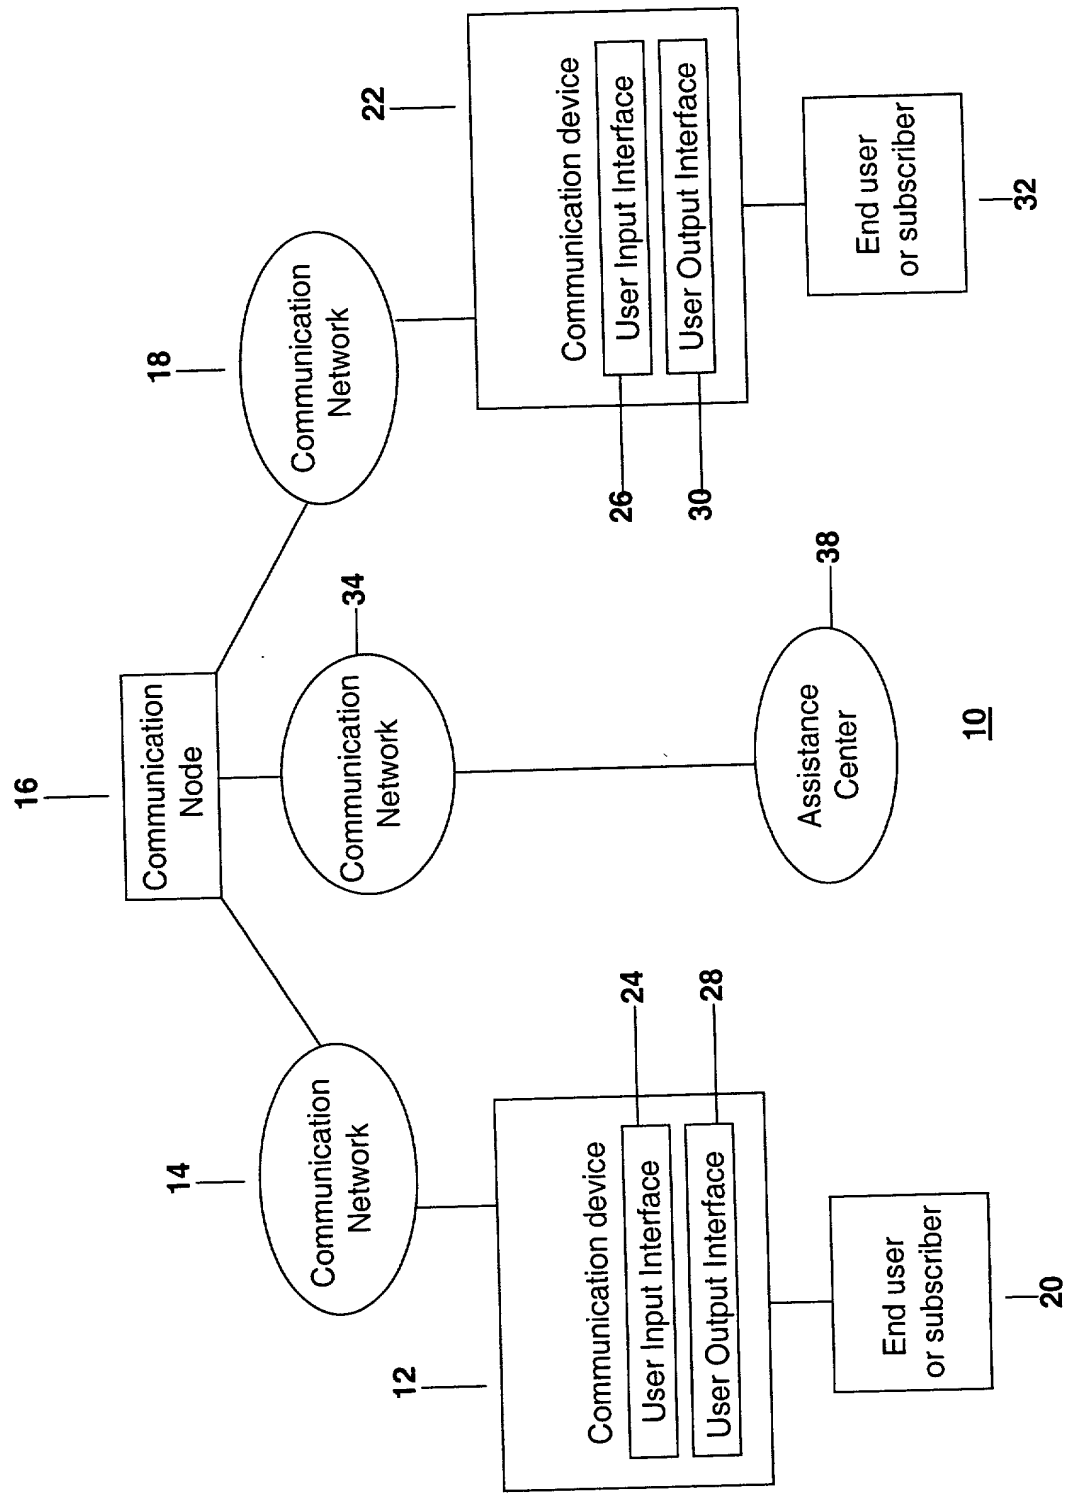 16
Communication
Node
14
Communication
Network
34
Communication
Network
18
Communication
Network
12
Communication device
User Input Interface
24
User Output Interface
28
22
Communication device
26
User Input Interface
30
User Output Interface
End user
or subscriber
20
Assistance
Center
38
End user
or subscriber
32
10